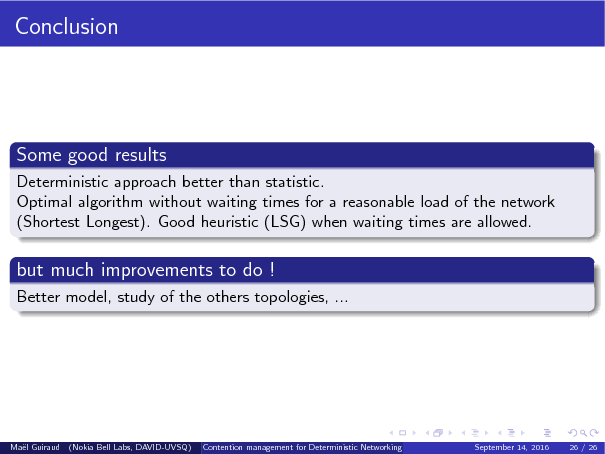 Conclusion
Some good results
Deterministic approach better than statistic.
Optimal algorithm without waiting times for a reasonable load of the network
(Shortest Longest). Good heuristic (LSG) when waiting times are allowed.
but much improvements to do !
Better model, study of the others topologies, ...
Maël Guiraud (Nokia Bell Labs, DAVID-UVSQ) Contention management for Deterministic Networking September 14, 2016 26 / 26